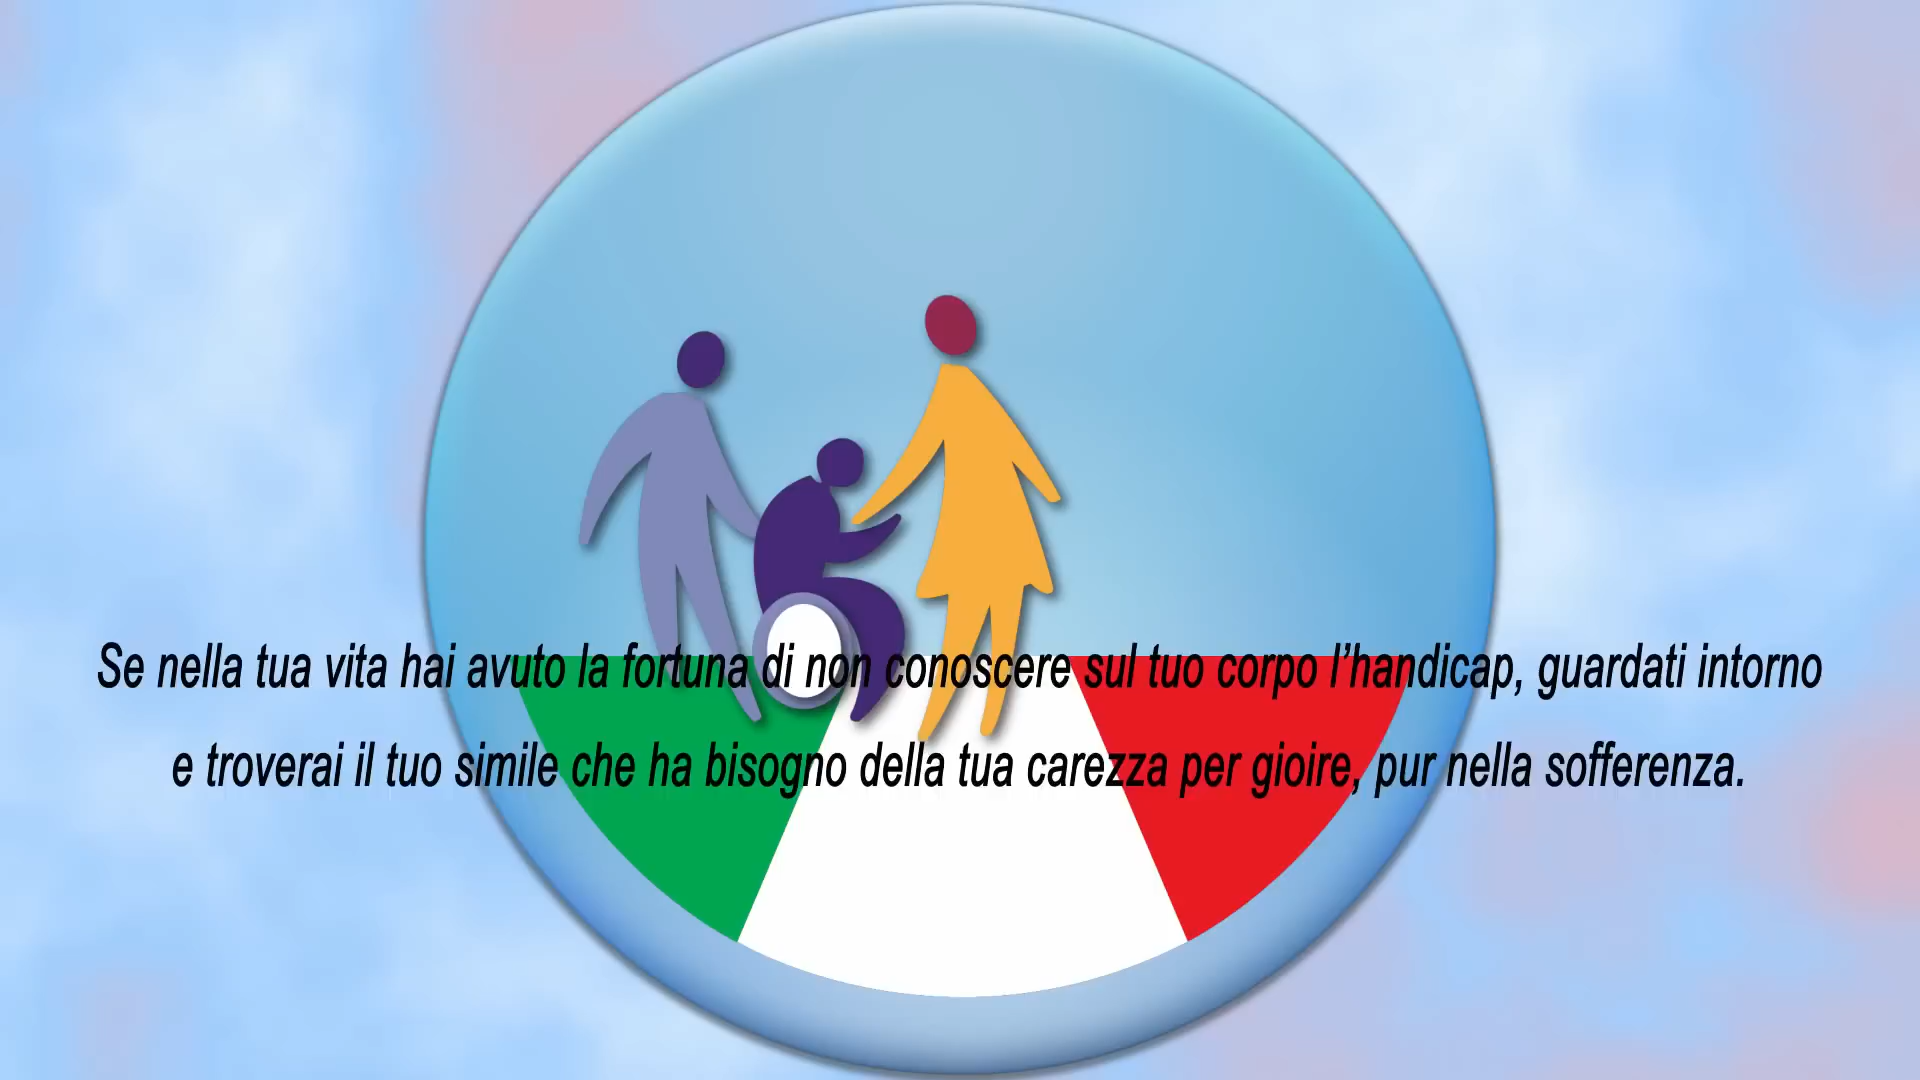 Se nella tua vita hai avuto la fortuna di non conoscere sul tuo corpo l’handicap, guardati intorno
e troverai il tuo simile che ha bisogno della tua carezza per gioire, pur nella sofferenza.